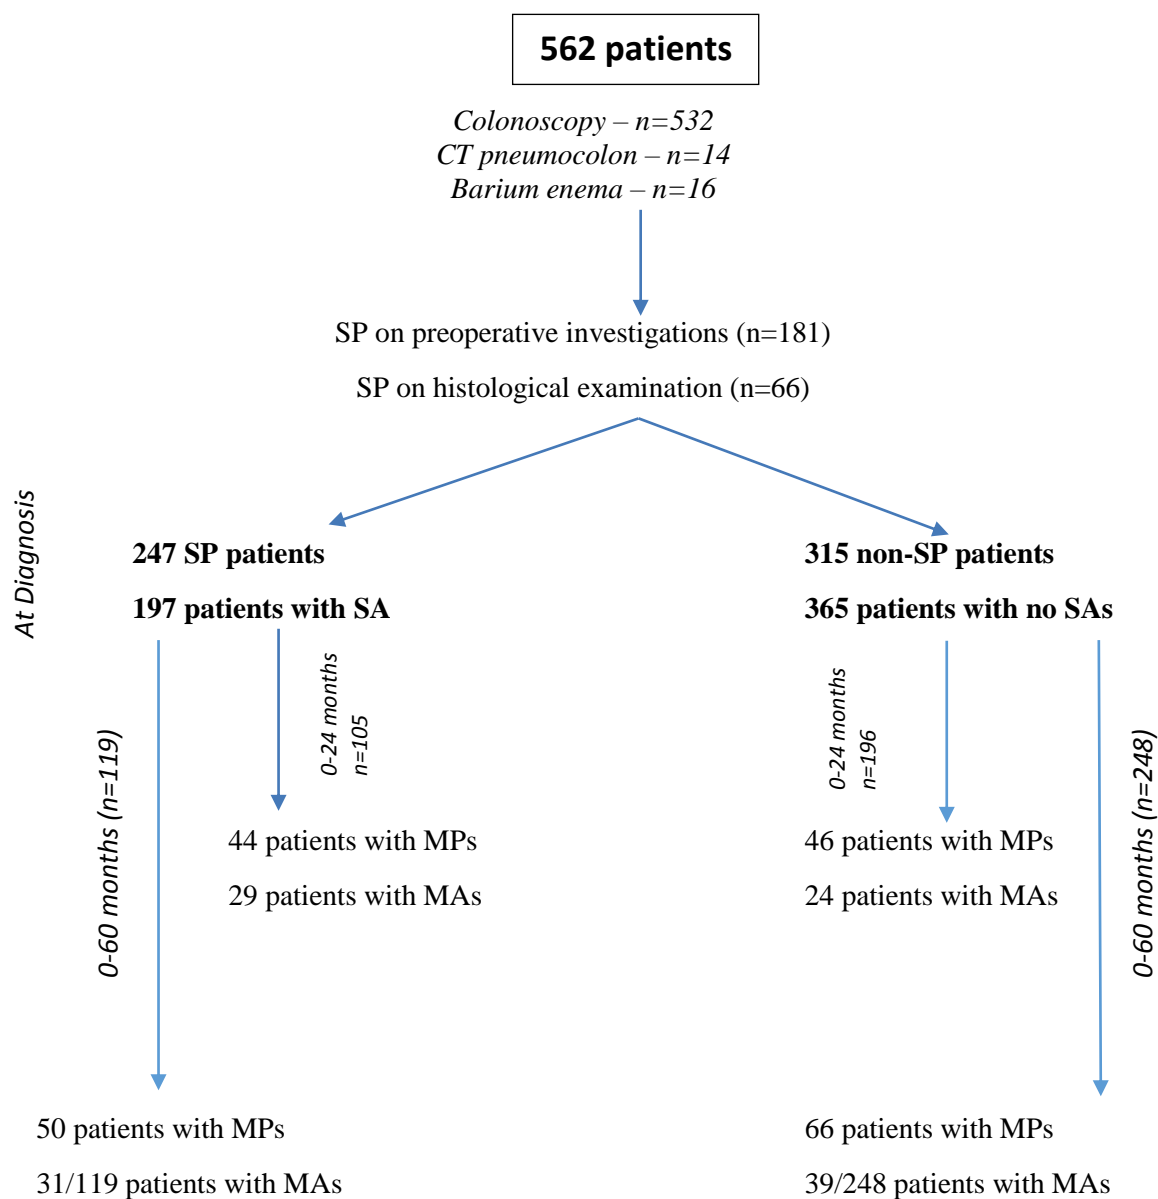 562 patients
Colonoscopy – n=532
CT pneumocolon – n=14
Barium enema – n=16
SP on preoperative investigations (n=181)
SP on histological examination (n=66)
At Diagnosis
247 SP patients
197 patients with SA
315 non-SP patients
365 patients with no SAs
0-60 months (n=119)
0-24 months
n=105
0-24 months
n=196
0-60 months (n=248)
44 patients with MPs
29 patients with MAs
46 patients with MPs
24 patients with MAs
50 patients with MPs
31/119 patients with MAs
66 patients with MPs
39/248 patients with MAs